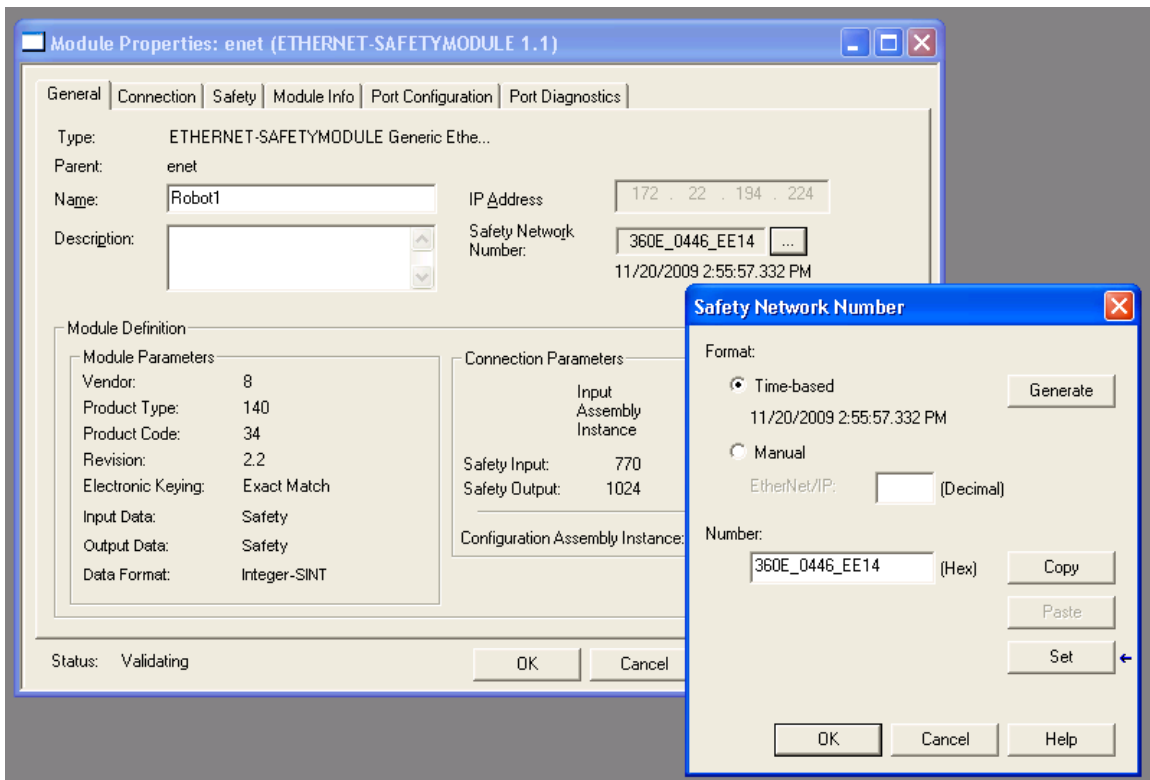 Module Properties: enet (ETHERNET-SAFETYMODULE 1.1)
General Connection Safety Module Info Port Configuration Port Diagnostics
Type: ETHERNET-SAFETYMODULE Generic Ethe...
Parent: enet
Name: Robot1
IP Address 172 . 22 . 194 . 224
Description:
Safety Network
Number: 360E_0446_EE14 ...
11/20/2009 2:55:57.332 PM
Module Definition
Module Parameters
Vendor: 8
Product Type: 140
Product Code: 34
Revision: 2.2
Electronic Keying: Exact Match
Input Data: Safety
Output Data: Safety
Data Format: Integer-SINT
Connection Parameters
Input
Assembly
Instance
Safety Input: 770
Safety Output: 1024
Configuration Assembly Instance:
Status: Validating
OK Cancel
Safety Network Number
Format:
Time-based Generate
11/20/2009 2:55:57.332 PM
Manual
EtherNet/IP: (Decimal)
Number:
360E_0446_EE14 (Hex) Copy
Paste
Set
OK Cancel Help